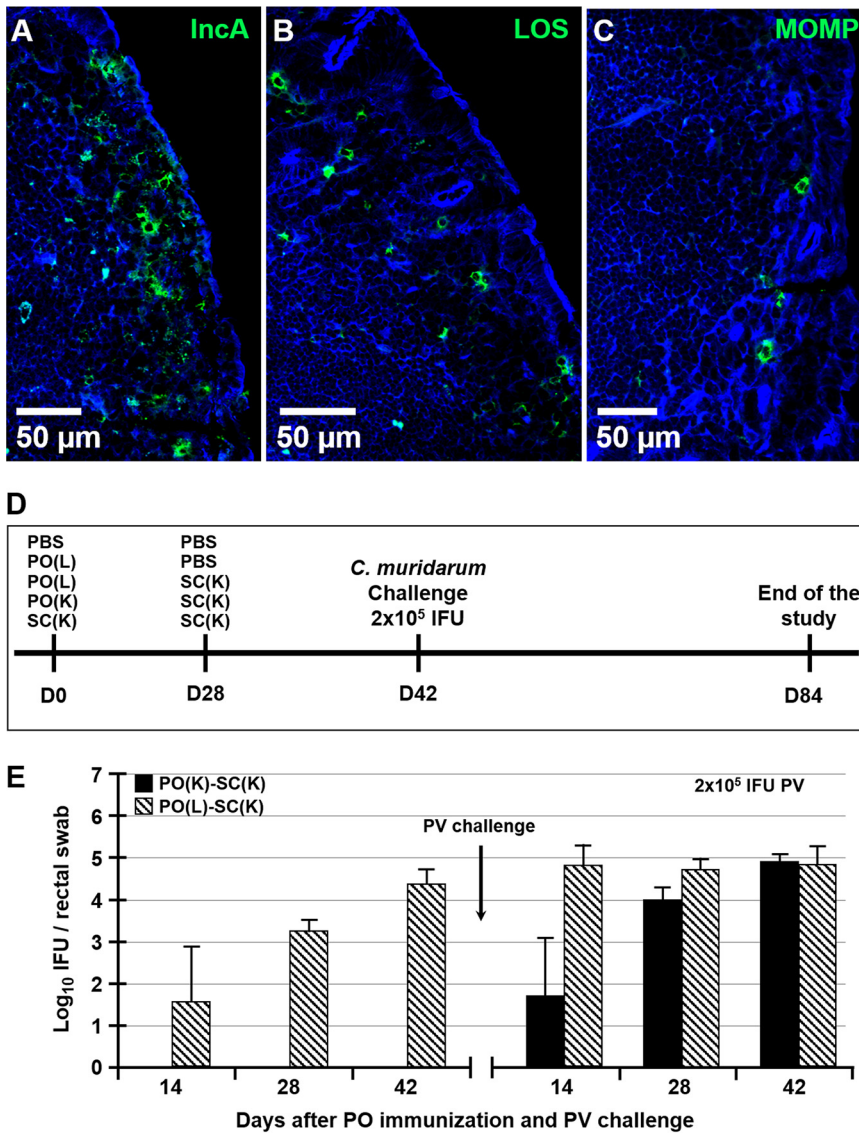 A
IncA
B
LOS
C
MOMP
50 µm
50 µm
50 µm
D
PBS
PO(L)
PO(L)
PO(K)
SC(K)
PBS
PBS
SC(K)
SC(K)
SC(K)
C. muridarum
Challenge
2x10⁵ IFU
End of the
study
D0
D28
D42
D84
E
PO(K)-SC(K)
PO(L)-SC(K)
2x10⁵ IFU PV
PV challenge
Log₁₀ IFU / rectal swab
7
6
5
4
3
2
1
0
14
28
42
14
28
42
Days after PO immunization and PV challenge